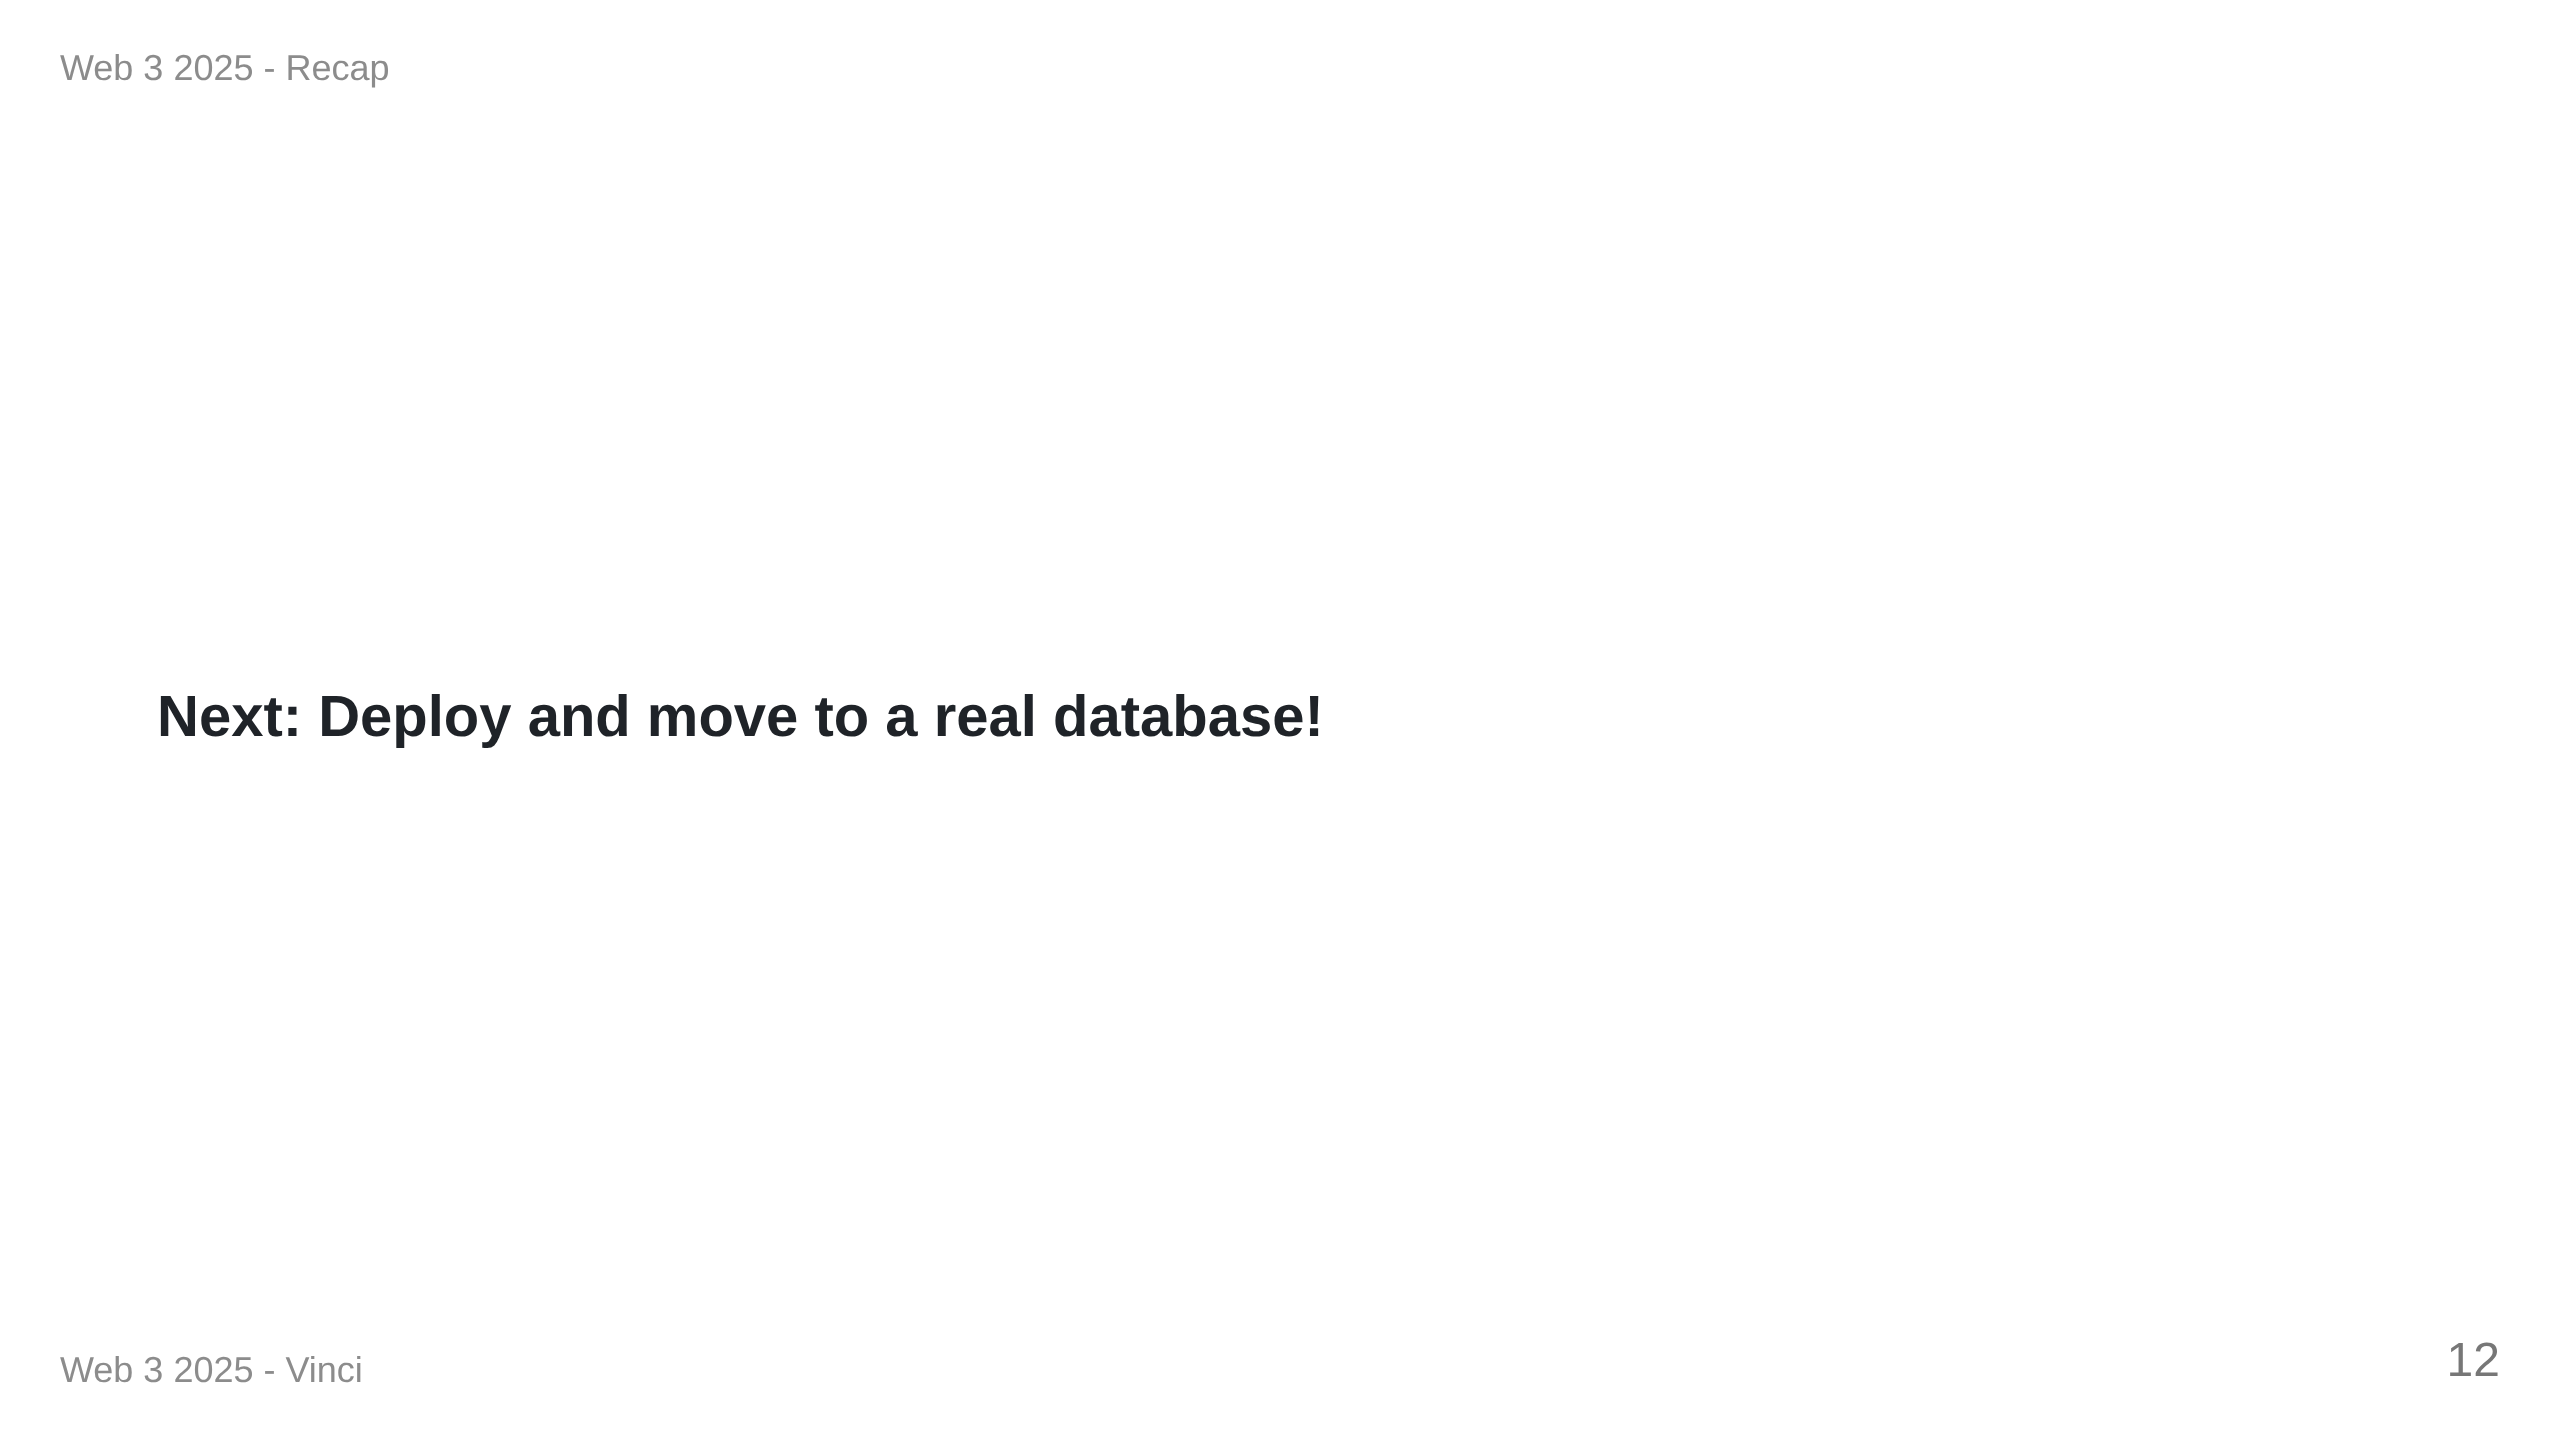 Web 3 2025 - Recap
Next: Deploy and move to a real database!
Web 3 2025 - Vinci
12